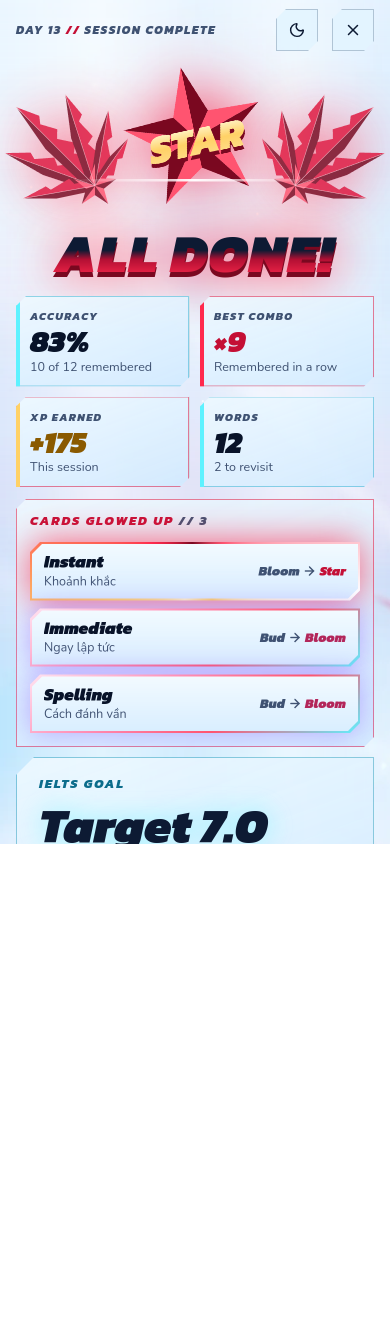 DAY 13 // SESSION COMPLETE
STAR
ALL DONE!
ACCURACY
83%
10 of 12 remembered
BEST COMBO
×9
Remembered in a row
XP EARNED
+175
This session
WORDS
12
2 to revisit
CARDS GLOWED UP // 3
Instant
Khoảnh khắc
Bloom → Star
Immediate
Ngay lập tức
Bud → Bloom
Spelling
Cách đánh vần
Bud → Bloom
IELTS GOAL
Target 7.0